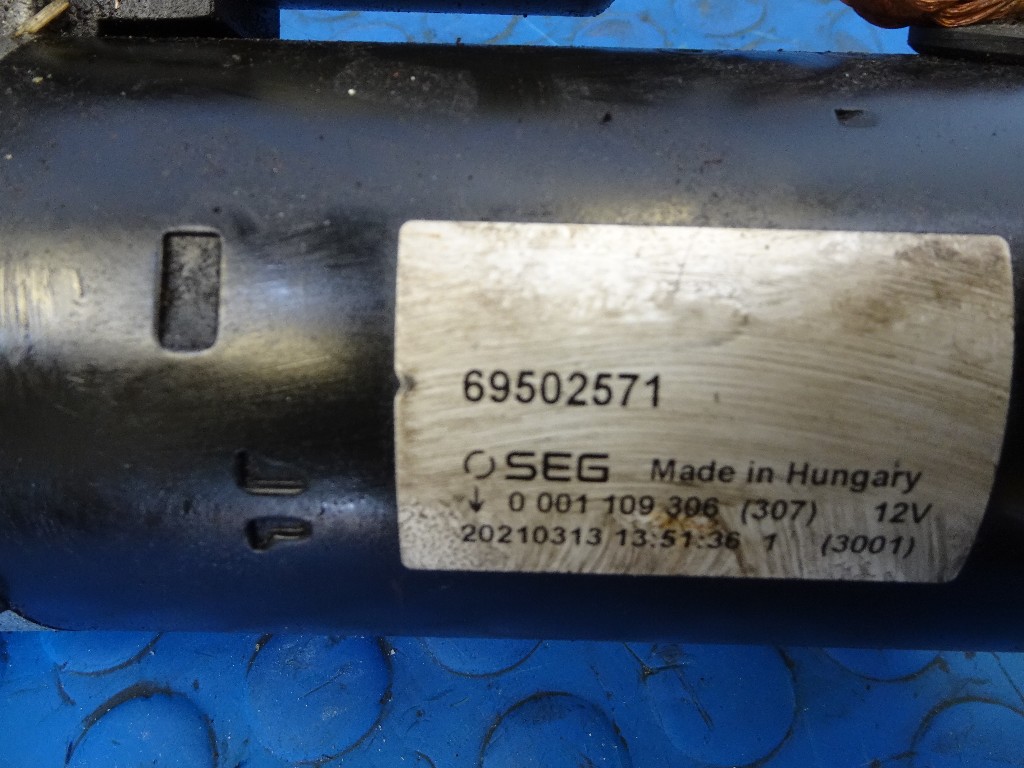 69502571
SEG Made in Hungary
↓ 0 001 109 306 (307) 12V
20210313 13:51:36 1 (3001)